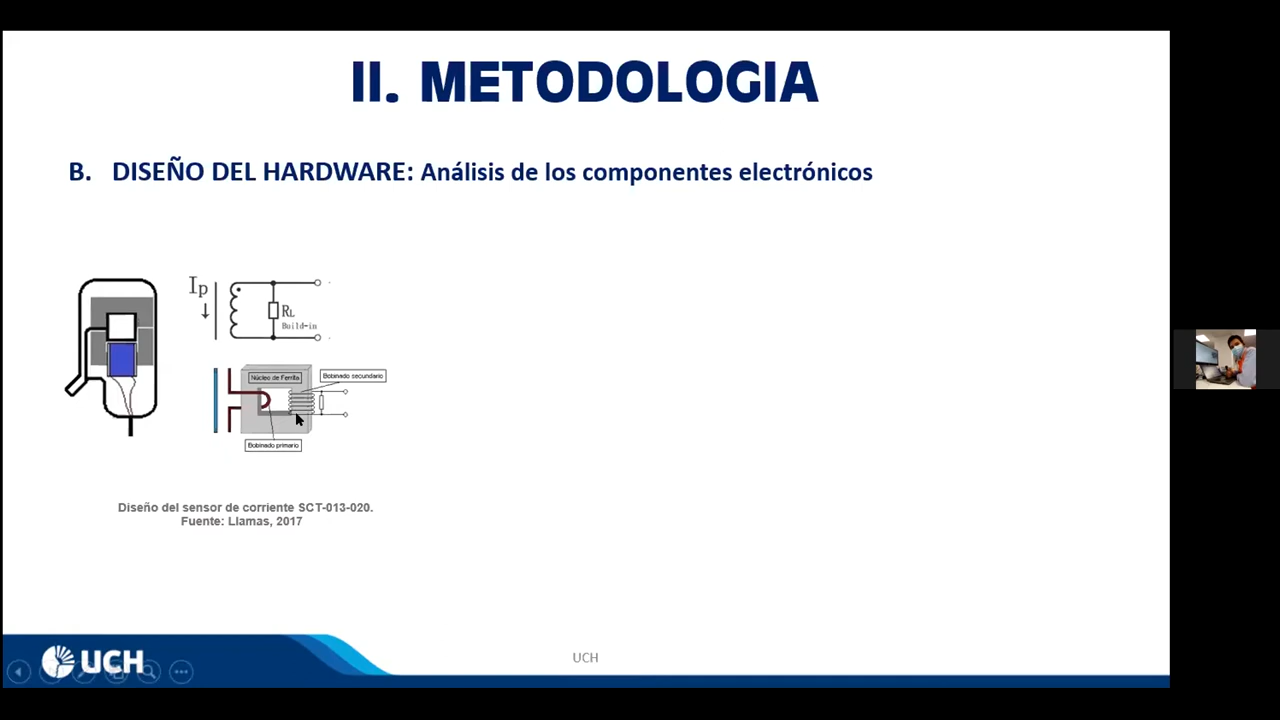 II. METODOLOGIA
B. DISEÑO DEL HARDWARE: Análisis de los componentes electrónicos
Ip
RL
Build-in
Núcleo de Ferrita
Bobinado secundario
Bobinado primario
Diseño del sensor de corriente SCT-013-020.
Fuente: Llamas, 2017
UCH
UCH